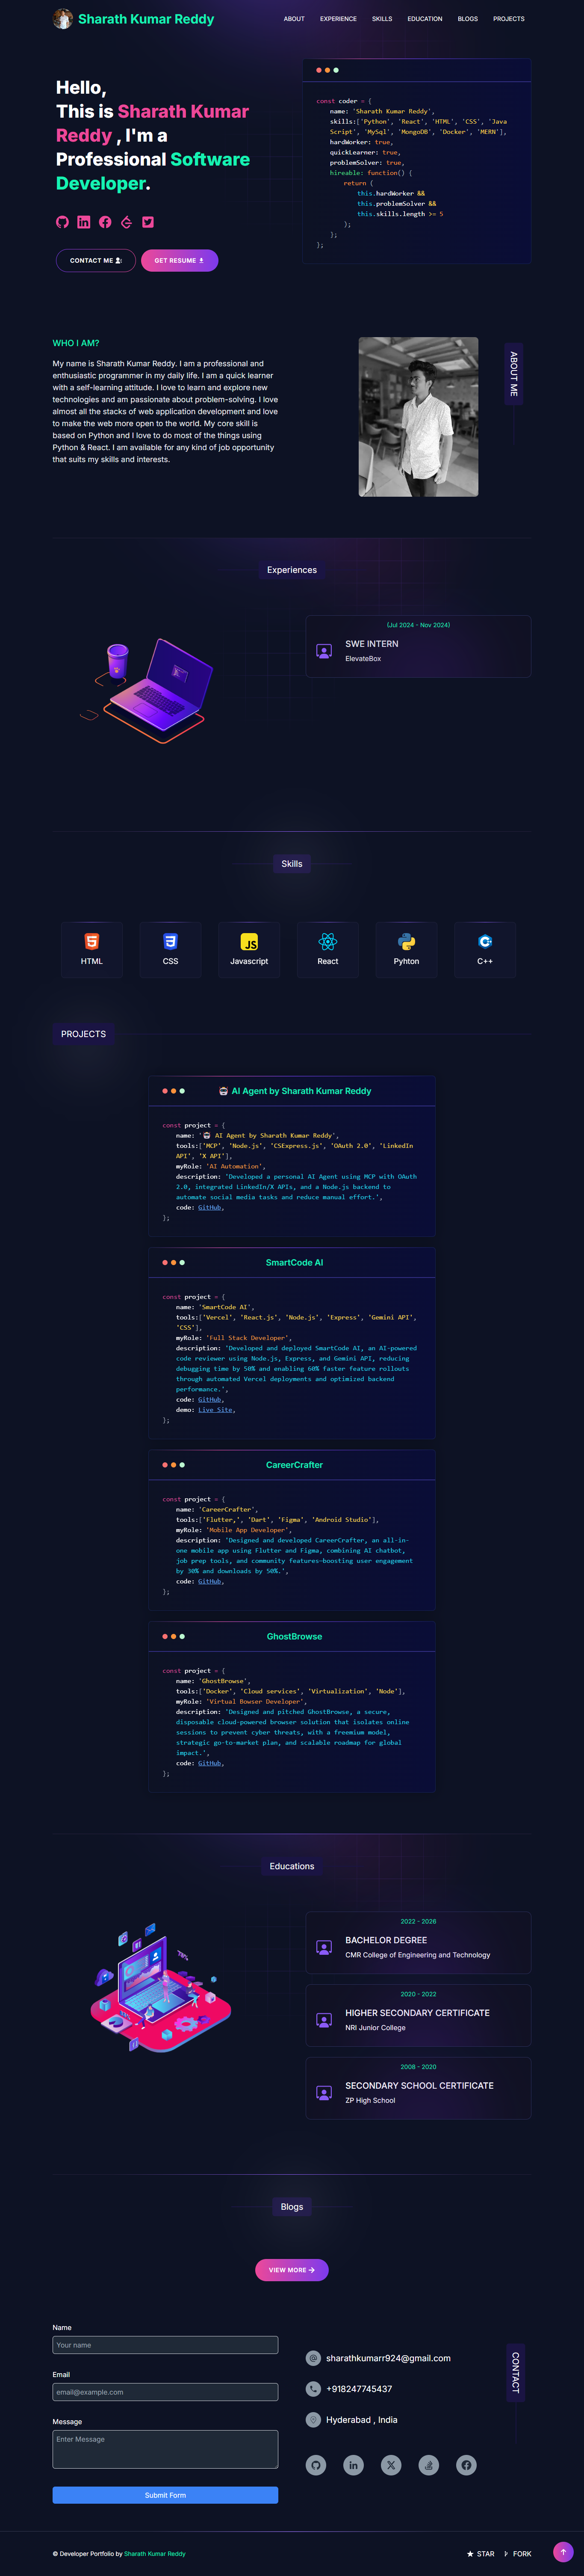 Sharath Kumar Reddy
ABOUT EXPERIENCE SKILLS EDUCATION BLOGS PROJECTS
Hello,
This is Sharath Kumar
Reddy , I'm a
Professional Software
Developer.
CONTACT ME
GET RESUME
const coder = {
name: 'Sharath Kumar Reddy',
skills:['Python', 'React', 'HTML', 'CSS', 'Java
Script', 'MySql', 'MongoDB', 'Docker', 'MERN'],
hardWorker: true,
quickLearner: true,
problemSolver: true,
hireable: function() {
return {
this.hardWorker &&
this.problemSolver &&
this.skills.length >= 5
);
};
};
WHO I AM?
My name is Sharath Kumar Reddy. I am a professional and
enthusiastic programmer in my daily life. I am a quick learner
with a self-learning attitude. I love to learn and explore new
technologies and am passionate about problem-solving. I love
almost all the stacks of web application development and love
to make the web more open to the world. My core skill is
based on Python and I love to do most of the things using
Python & React. I am available for any kind of job opportunity
that suits my skills and interests.
ABOUT ME
Experiences
(Jul 2024 - Nov 2024)
SWE INTERN
ElevateBox
Skills
HTML
CSS
JS
Javascript
React
Pyhton
C++
PROJECTS
AI Agent by Sharath Kumar Reddy
const project = {
name: '🤖 AI Agent by Sharath Kumar Reddy',
tools:['MCP', 'Node.js', 'CSExpress.js', 'OAuth 2.0', 'LinkedIn
API', 'X API'],
myRole: 'AI Automation',
description: 'Developed a personal AI Agent using MCP with OAuth
2.0, integrated LinkedIn/X APIs, and a Node.js backend to
automate social media tasks and reduce manual effort.',
code: GitHub,
};
SmartCode AI
const project = {
name: 'SmartCode AI',
tools:['Vercel', 'React.js', 'Node.js', 'Express', 'Gemini API',
'CSS'],
myRole: 'Full Stack Developer',
description: 'Developed and deployed SmartCode AI, an AI-powered
code reviewer using Node.js, Express, and Gemini API, reducing
debugging time by 50% and enabling 60% faster feature rollouts
through automated Vercel deployments and optimized backend
performance.',
code: GitHub,
demo: Live Site,
};
CareerCrafter
const project = {
name: 'CareerCrafter',
tools:['Flutter,', 'Dart', 'Figma', 'Android Studio'],
myRole: 'Mobile App Developer',
description: 'Designed and developed CareerCrafter, an all-in-
one mobile app using Flutter and Figma, combining AI chatbot,
job prep tools, and community features—boosting user engagement
by 30% and downloads by 50%.',
code: GitHub,
};
GhostBrowse
const project = {
name: 'GhostBrowse',
tools:['Docker', 'Cloud services', 'Virtualization', 'Node'],
myRole: 'Virtual Bowser Developer',
description: 'Designed and pitched GhostBrowse, a secure,
disposable cloud-powered browser solution that isolates online
sessions to prevent cyber threats, with a freemium model,
strategic go-to-market plan, and scalable roadmap for global
impact.',
code: GitHub,
};
Educations
2022 - 2026
BACHELOR DEGREE
CMR College of Engineering and Technology
2020 - 2022
HIGHER SECONDARY CERTIFICATE
NRI Junior College
2008 - 2020
SECONDARY SCHOOL CERTIFICATE
ZP High School
Blogs
VIEW MORE
Name
Your name
Email
email@example.com
Message
Enter Message
Submit Form
sharathkumarr924@gmail.com
+918247745437
Hyderabad , India
CONTACT
© Developer Portfolio by Sharath Kumar Reddy
STAR FORK